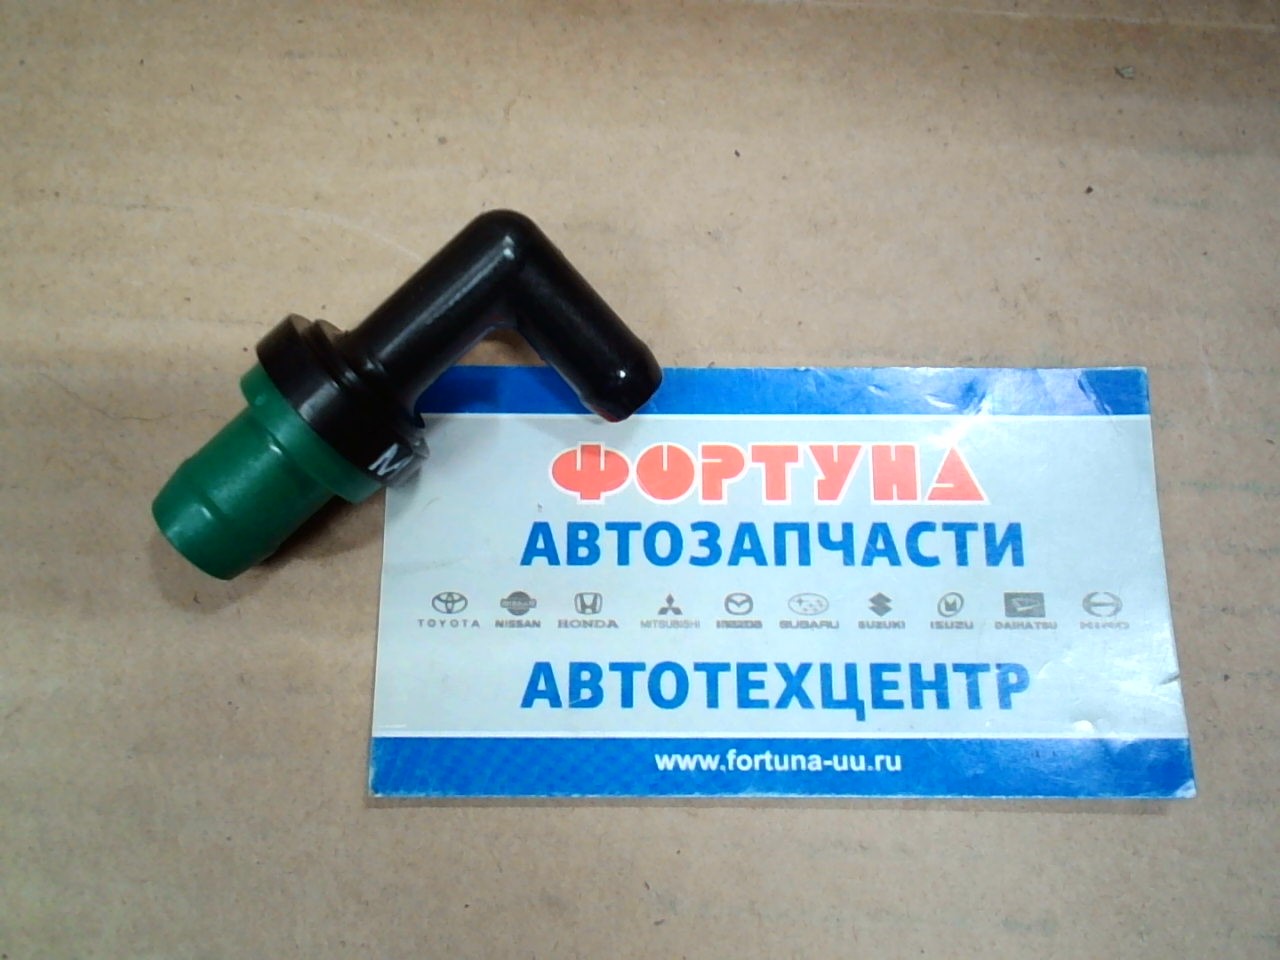 M
ФОРТУНА
АВТОЗАПЧАСТИ
TOYOTA NISSAN HONDA MITSUBISHI mazda SUBARU SUZUKI ISUZU DAIHATSU HINO
АВТОТЕХЦЕНТР
www.fortuna-uu.ru